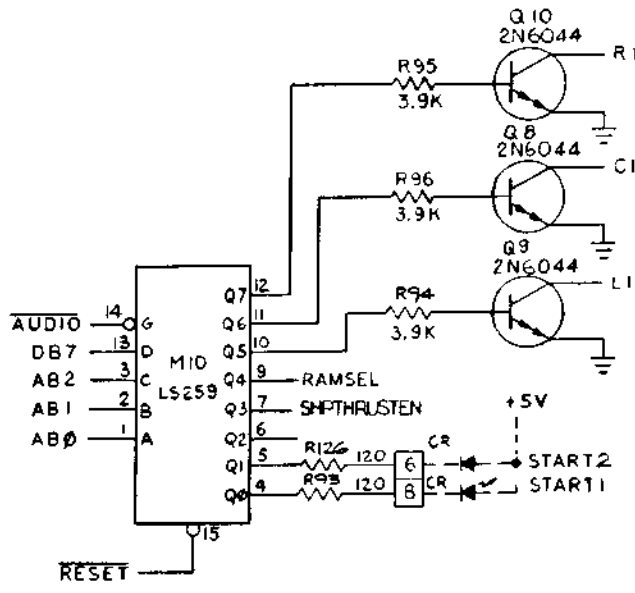 Q10
2N6044
R1
R95
3.9K
Q8
2N6044
C1
R96
3.9K
Q9
2N6044
L1
R94
3.9K
M10
LS259
AUDIO 14 G
DB7 13 D
AB2 3 C
AB1 2 B
ABØ 1 A
Q7 12
Q6 11
Q5 10
Q4 9 RAMSEL
Q3 7 SHPTHRUSTEN
Q2 6
Q1 5 R126 120 6 CR START2
QØ 4 R93 120 8 CR START1
+5V
15
RESET